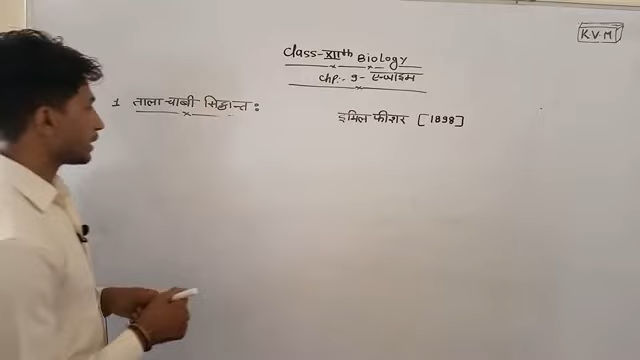 K.V.M
Class-XIIth Biology
Chp:- 9- एन्जाइम
1 ताला चाबी सिद्धान्त :
इमिल फीशर [1898]